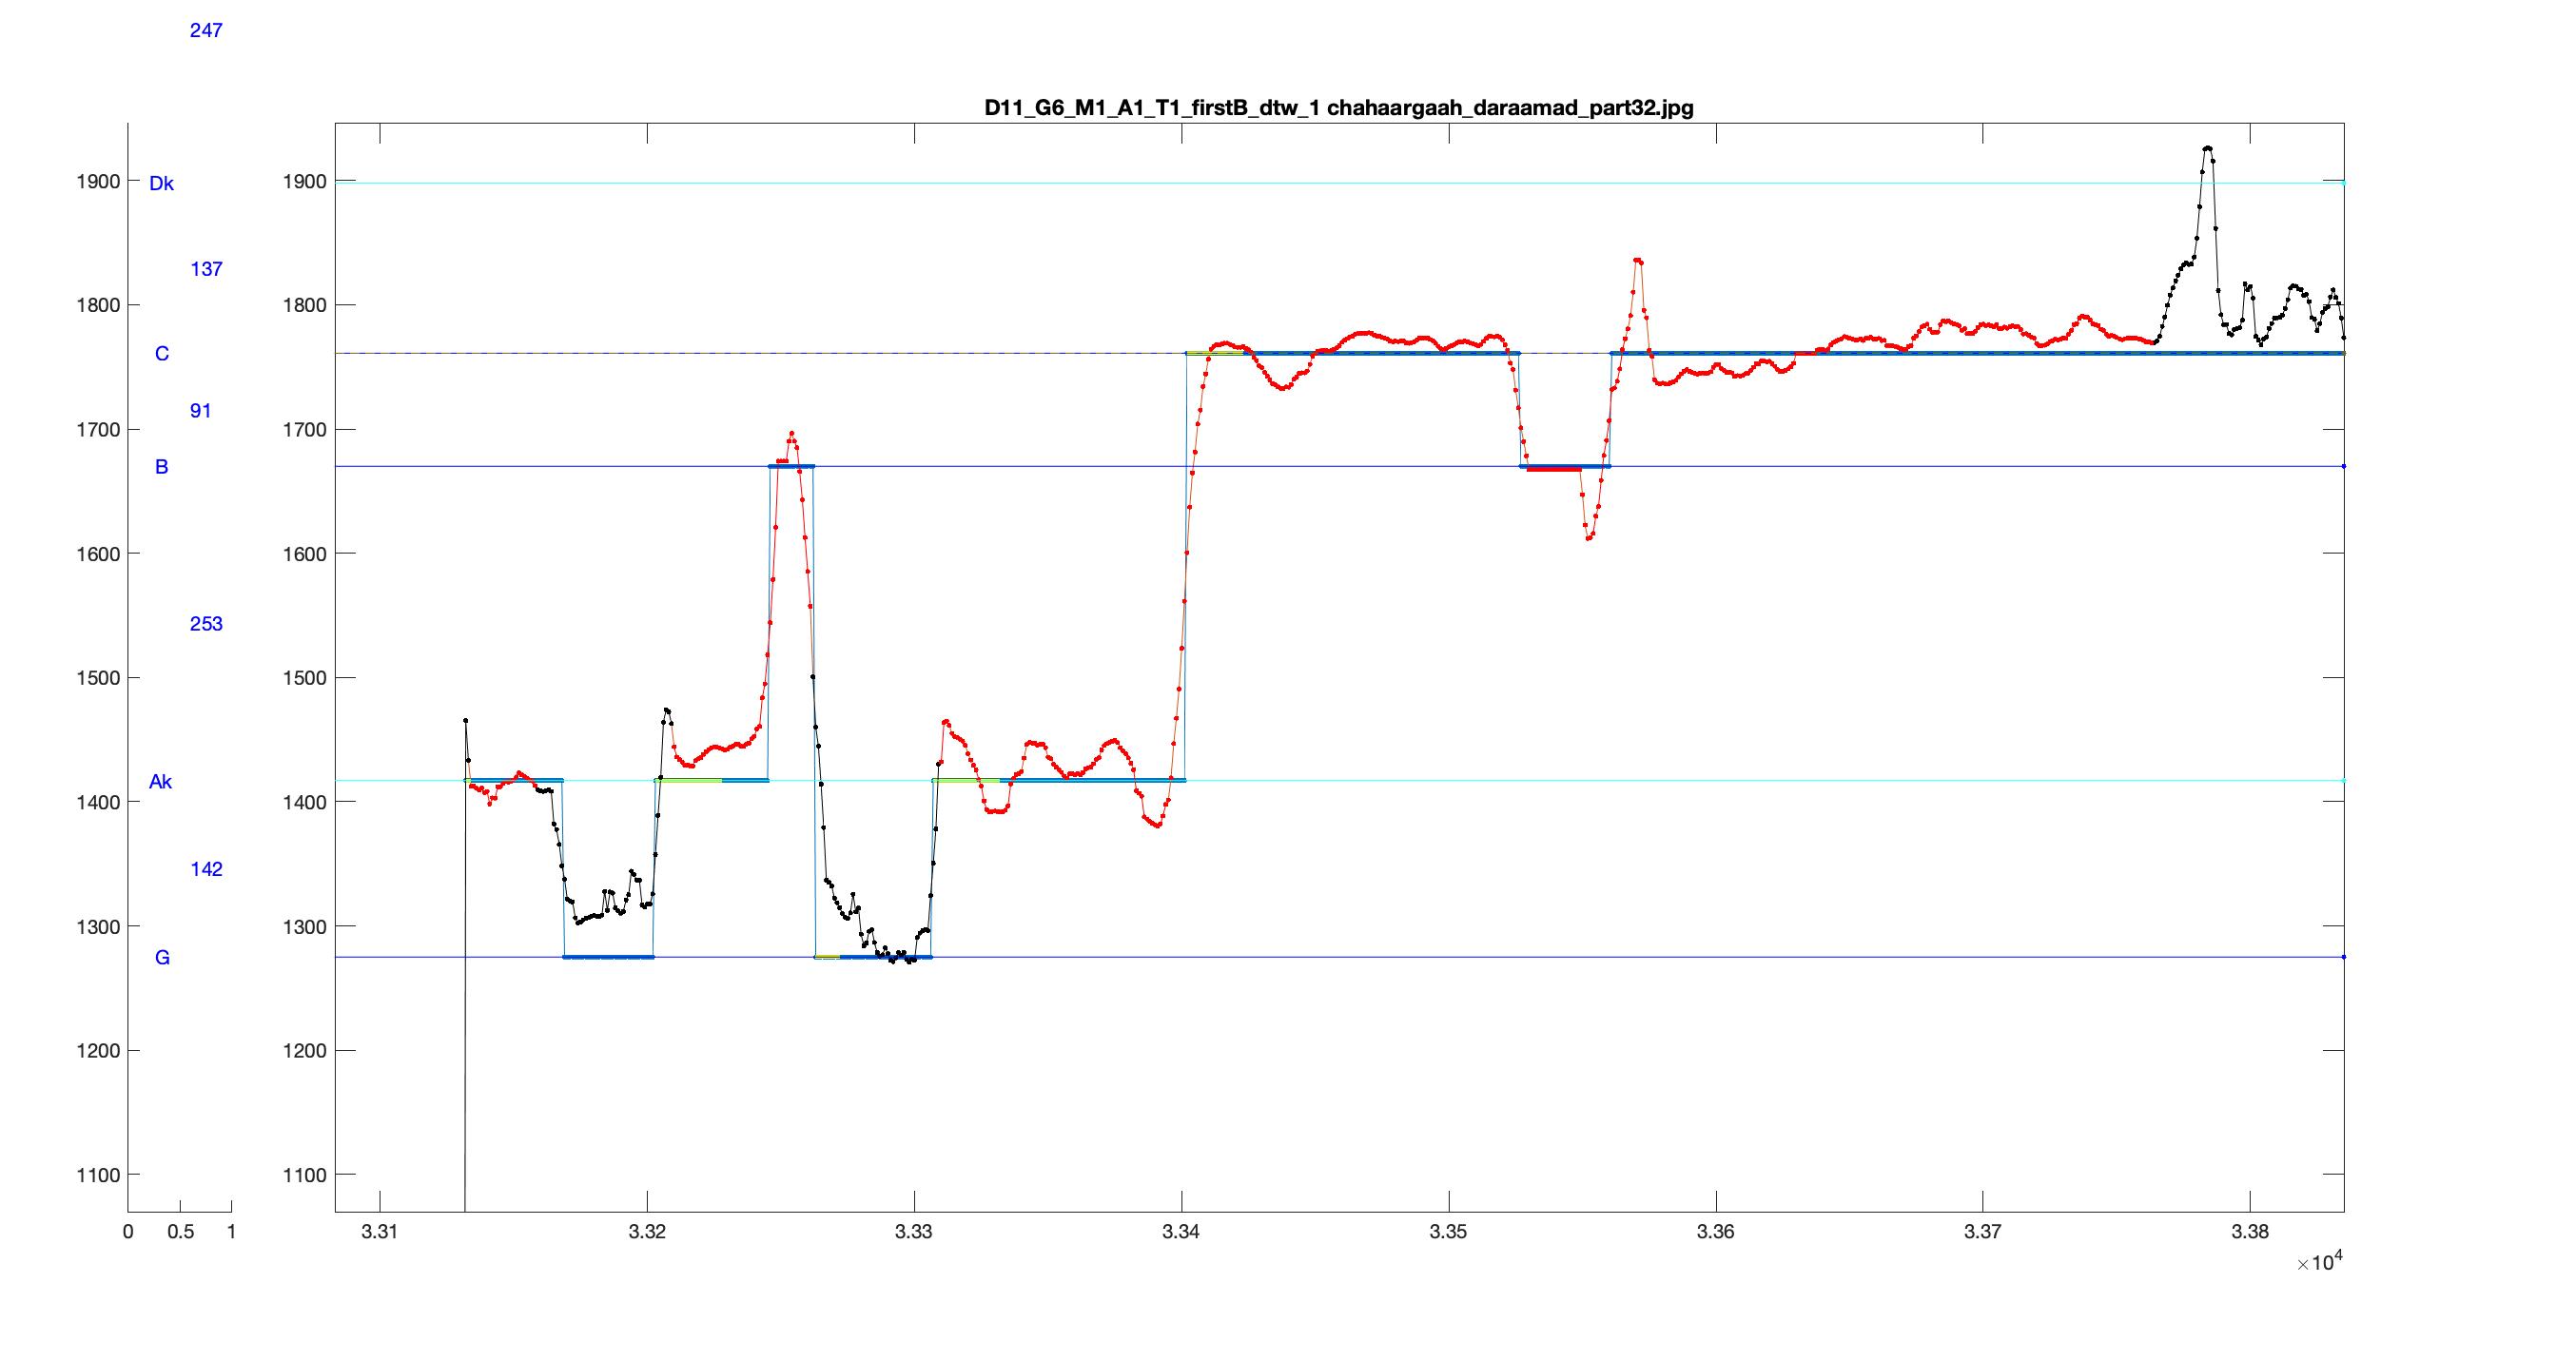 247
D11_G6_M1_A1_T1_firstB_dtw_1 chahaargaah_daraamad_part32.jpg
1900 Dk 1900
137
1800 1800
C
91
1700 1700
B
1600 1600
253
1500 1500
Ak
1400 1400
142
1300 1300
G
1200 1200
1100 1100
0 0.5 1 3.31 3.32 3.33 3.34 3.35 3.36 3.37 3.38
×10⁴